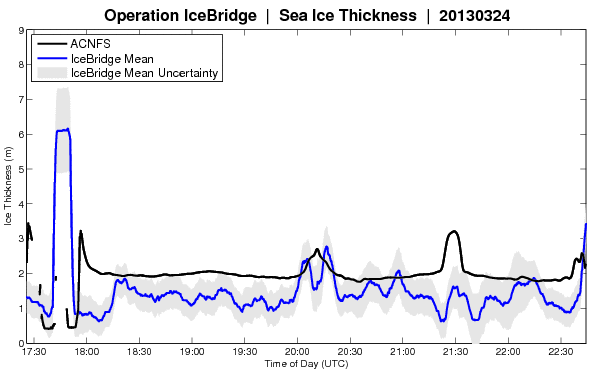 Operation IceBridge | Sea Ice Thickness | 20130324
ACNFS
IceBridge Mean
IceBridge Mean Uncertainty
Ice Thickness (m)
9
8
7
6
5
4
3
2
1
0
17:30 18:00 18:30 19:00 19:30 20:00 20:30 21:00 21:30 22:00 22:30
Time of Day (UTC)